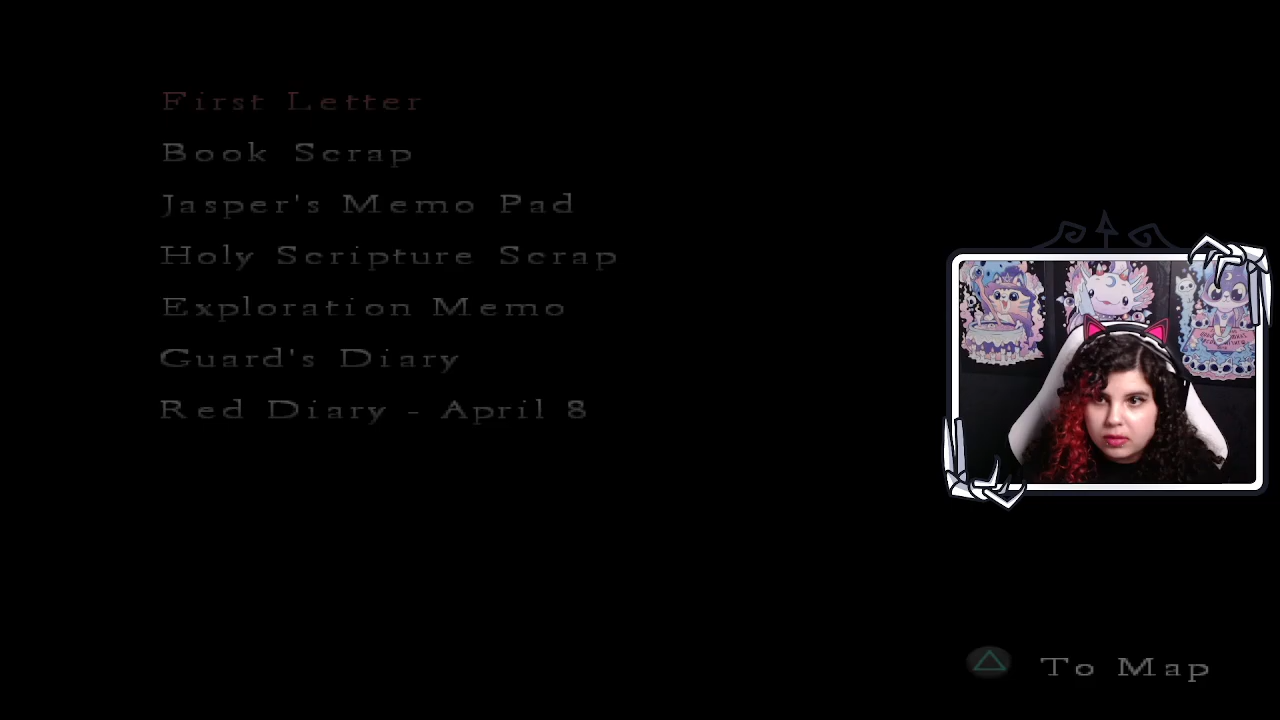 First Letter
Book Scrap
Jasper's Memo Pad
Holy Scripture Scrap
Exploration Memo
Guard's Diary
Red Diary - April 8
To Map